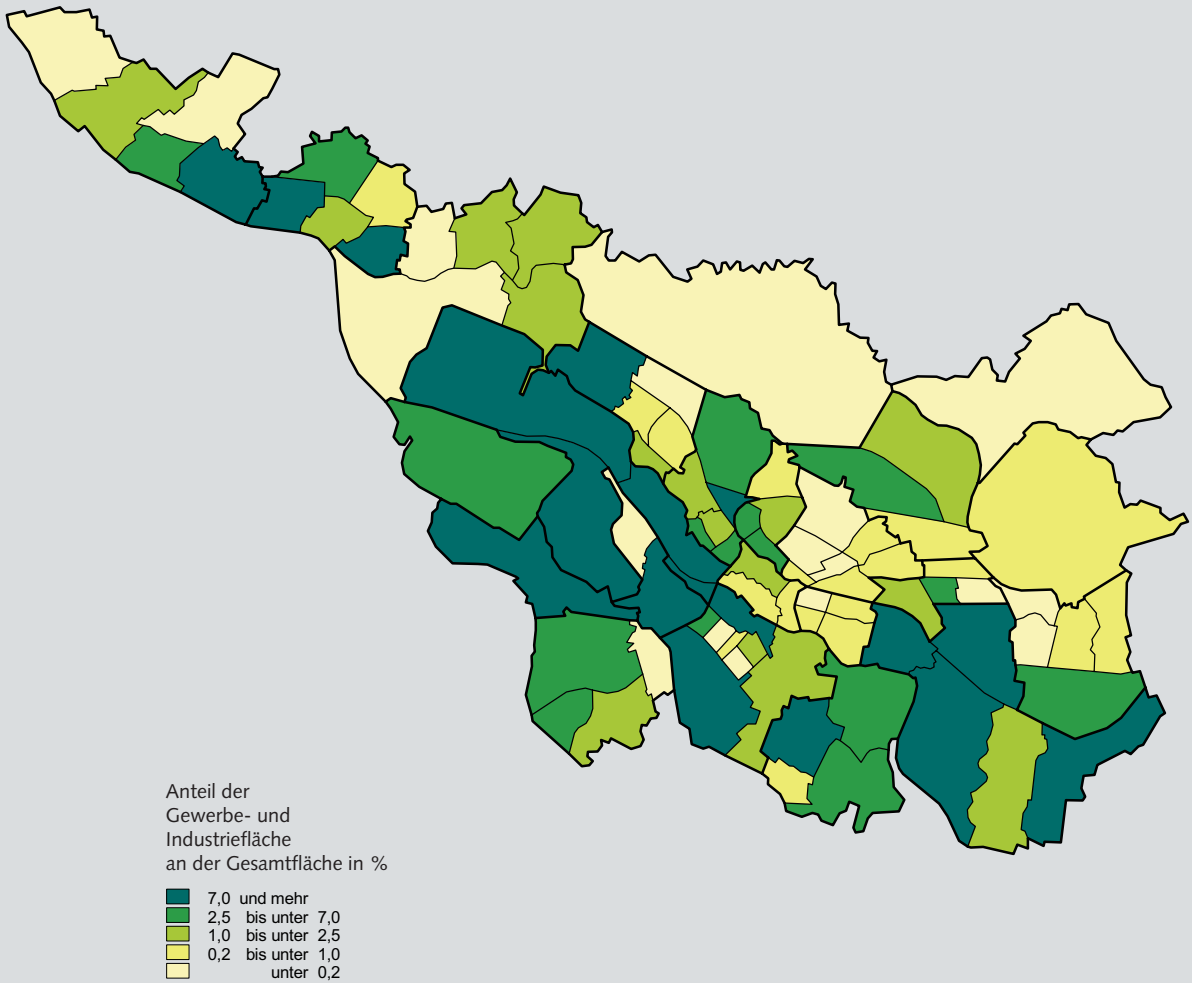 Anteil der
Gewerbe- und
Industriefläche
an der Gesamtfläche in %
7,0 und mehr
2,5 bis unter 7,0
1,0 bis unter 2,5
0,2 bis unter 1,0
unter 0,2